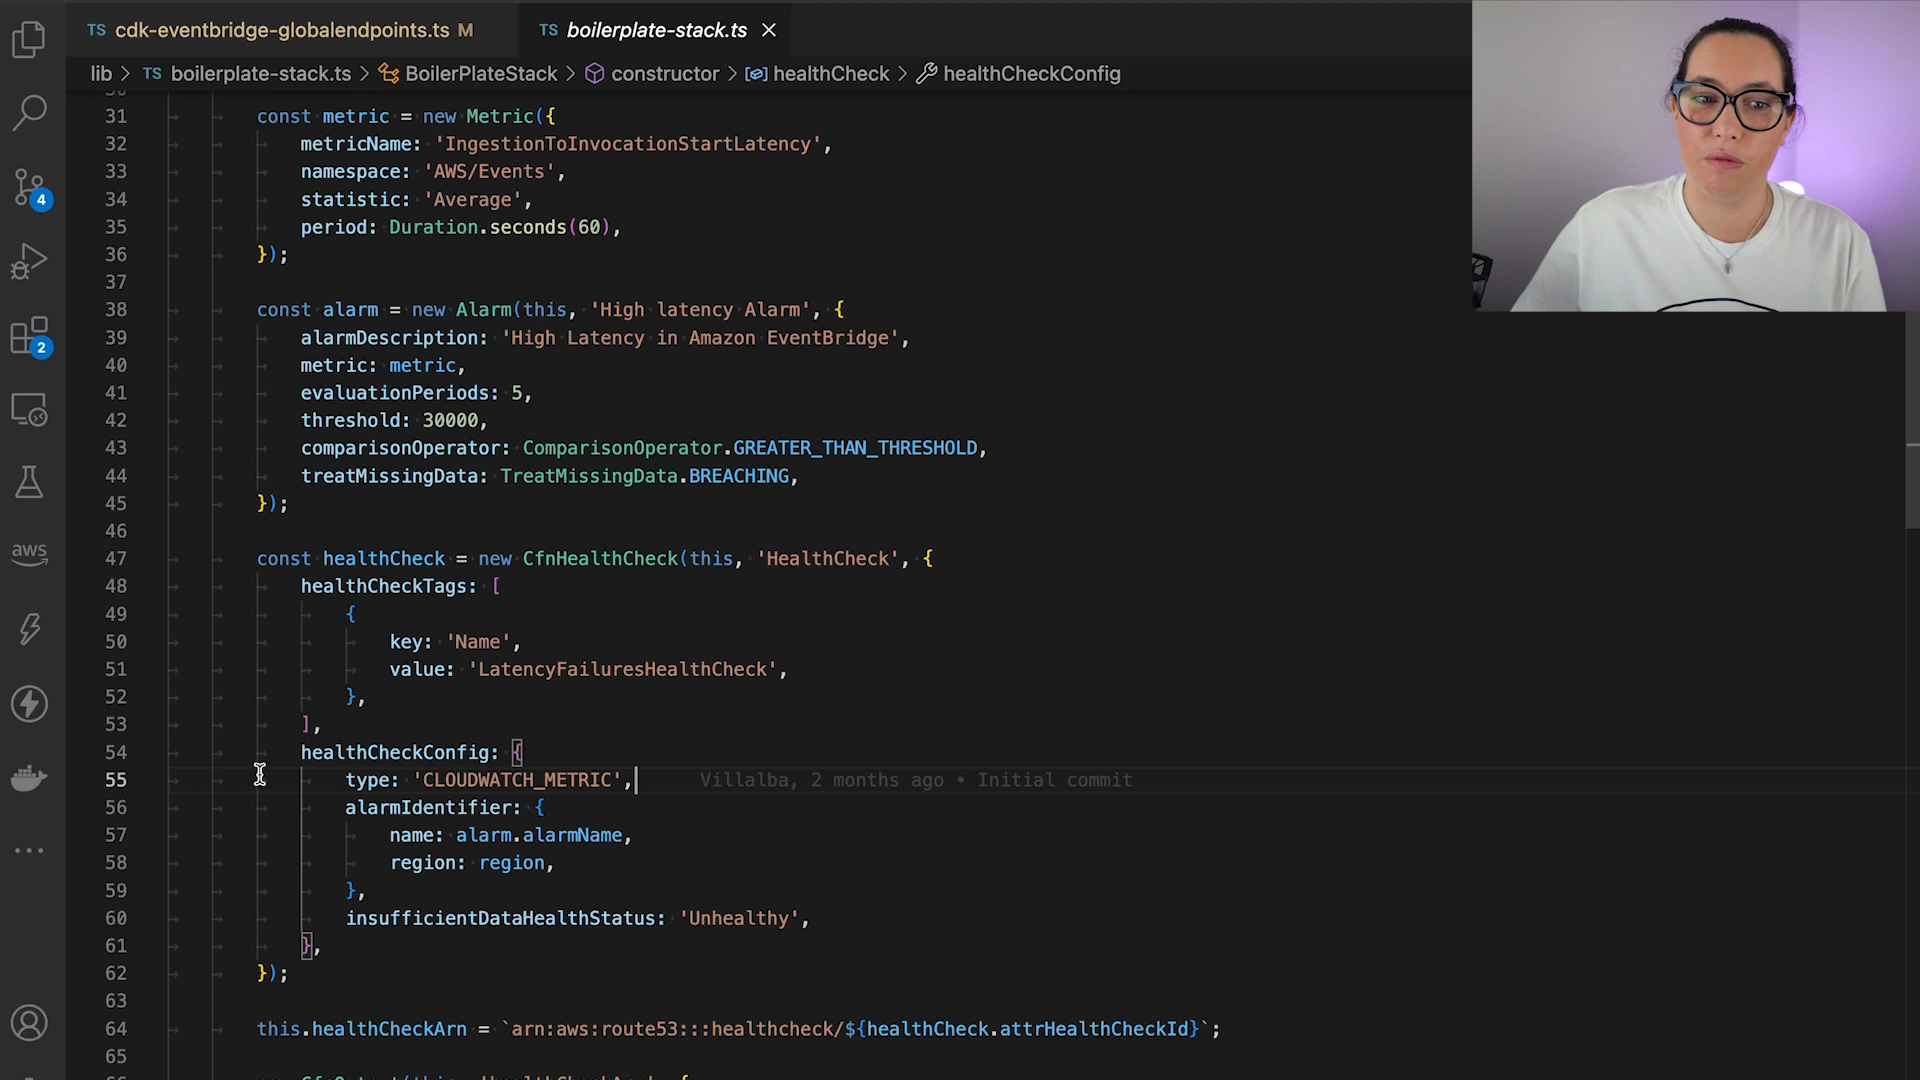 TS cdk-eventbridge-globalendpoints.ts M
TS boilerplate-stack.ts
lib > TS boilerplate-stack.ts > BoilerPlateStack > constructor > healthCheck > healthCheckConfig
31 const metric = new Metric({
32 metricName: 'IngestionToInvocationStartLatency',
33 namespace: 'AWS/Events',
34 statistic: 'Average',
35 period: Duration.seconds(60),
36 });
37
38 const alarm = new Alarm(this, 'High latency Alarm', {
39 alarmDescription: 'High Latency in Amazon EventBridge',
40 metric: metric,
41 evaluationPeriods: 5,
42 threshold: 30000,
43 comparisonOperator: ComparisonOperator.GREATER_THAN_THRESHOLD,
44 treatMissingData: TreatMissingData.BREACHING,
45 });
46
47 const healthCheck = new CfnHealthCheck(this, 'HealthCheck', {
48 healthCheckTags: [
49 {
50 key: 'Name',
51 value: 'LatencyFailuresHealthCheck',
52 },
53 ],
54 healthCheckConfig: {
55 type: 'CLOUDWATCH_METRIC', Villalba, 2 months ago • Initial commit
56 alarmIdentifier: {
57 name: alarm.alarmName,
58 region: region,
59 },
60 insufficientDataHealthStatus: 'Unhealthy',
61 },
62 });
63
64 this.healthCheckArn = `arn:aws:route53:::healthcheck/${healthCheck.attrHealthCheckId}`;
65
4
2
aws